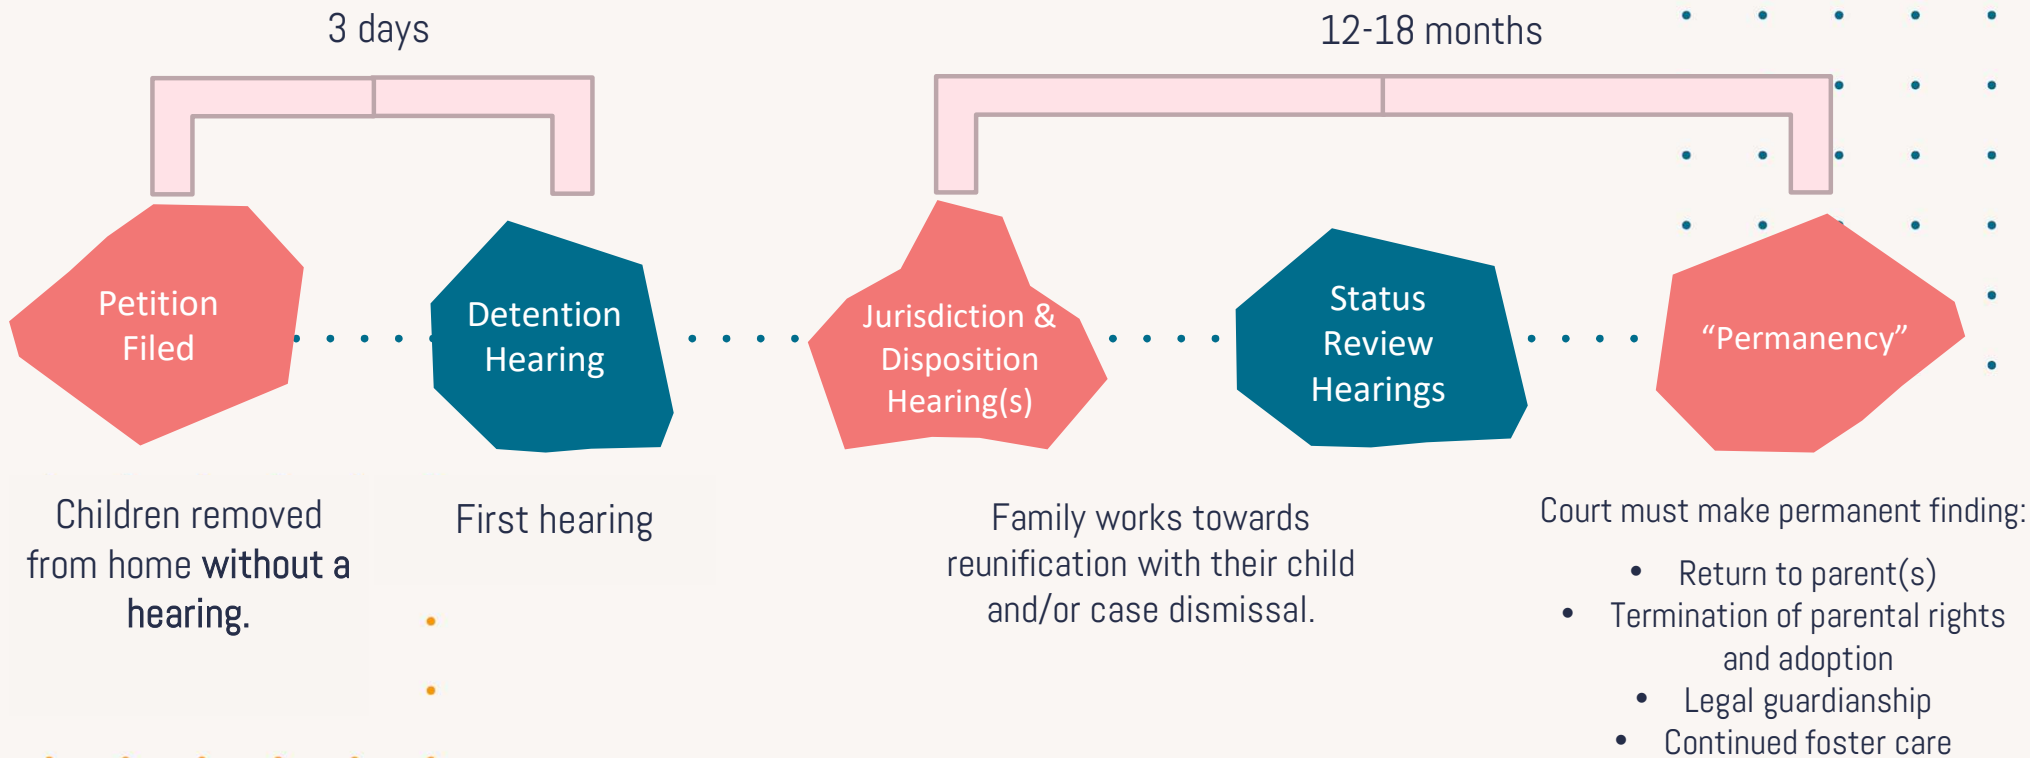 3 days
12-18 months
Petition
Filed
Detention
Hearing
Jurisdiction &
Disposition
Hearing(s)
Status
Review
Hearings
“Permanency”
Children removed
from home without a
hearing.
First hearing
Family works towards
reunification with their child
and/or case dismissal.
Court must make permanent finding:
• Return to parent(s)
• Termination of parental rights
and adoption
• Legal guardianship
• Continued foster care